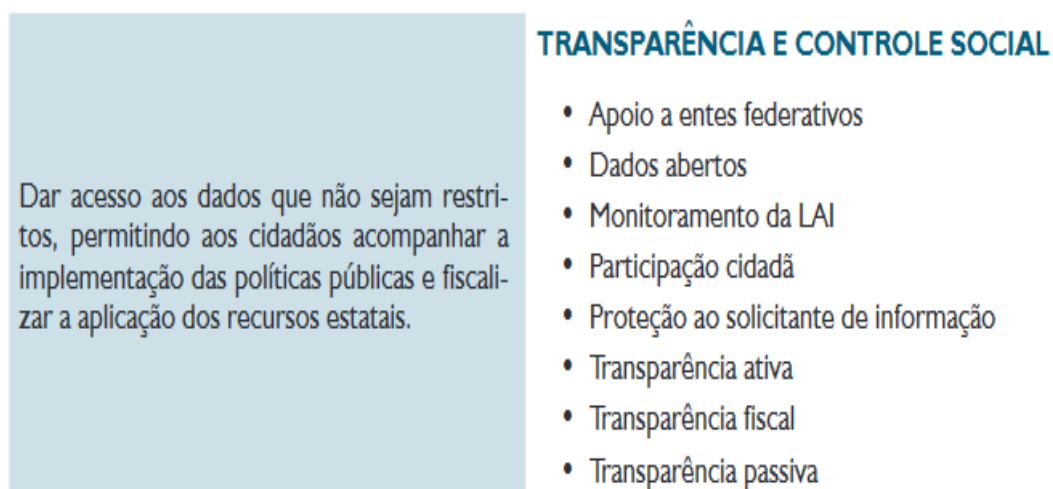 Dar acesso aos dados que não sejam restri-
tos, permitindo aos cidadãos acompanhar a
implementação das políticas públicas e fiscali-
zar a aplicação dos recursos estatais.
TRANSPARÊNCIA E CONTROLE SOCIAL
• Apoio a entes federativos
• Dados abertos
• Monitoramento da LAI
• Participação cidadã
• Proteção ao solicitante de informação
• Transparência ativa
• Transparência fiscal
• Transparência passiva